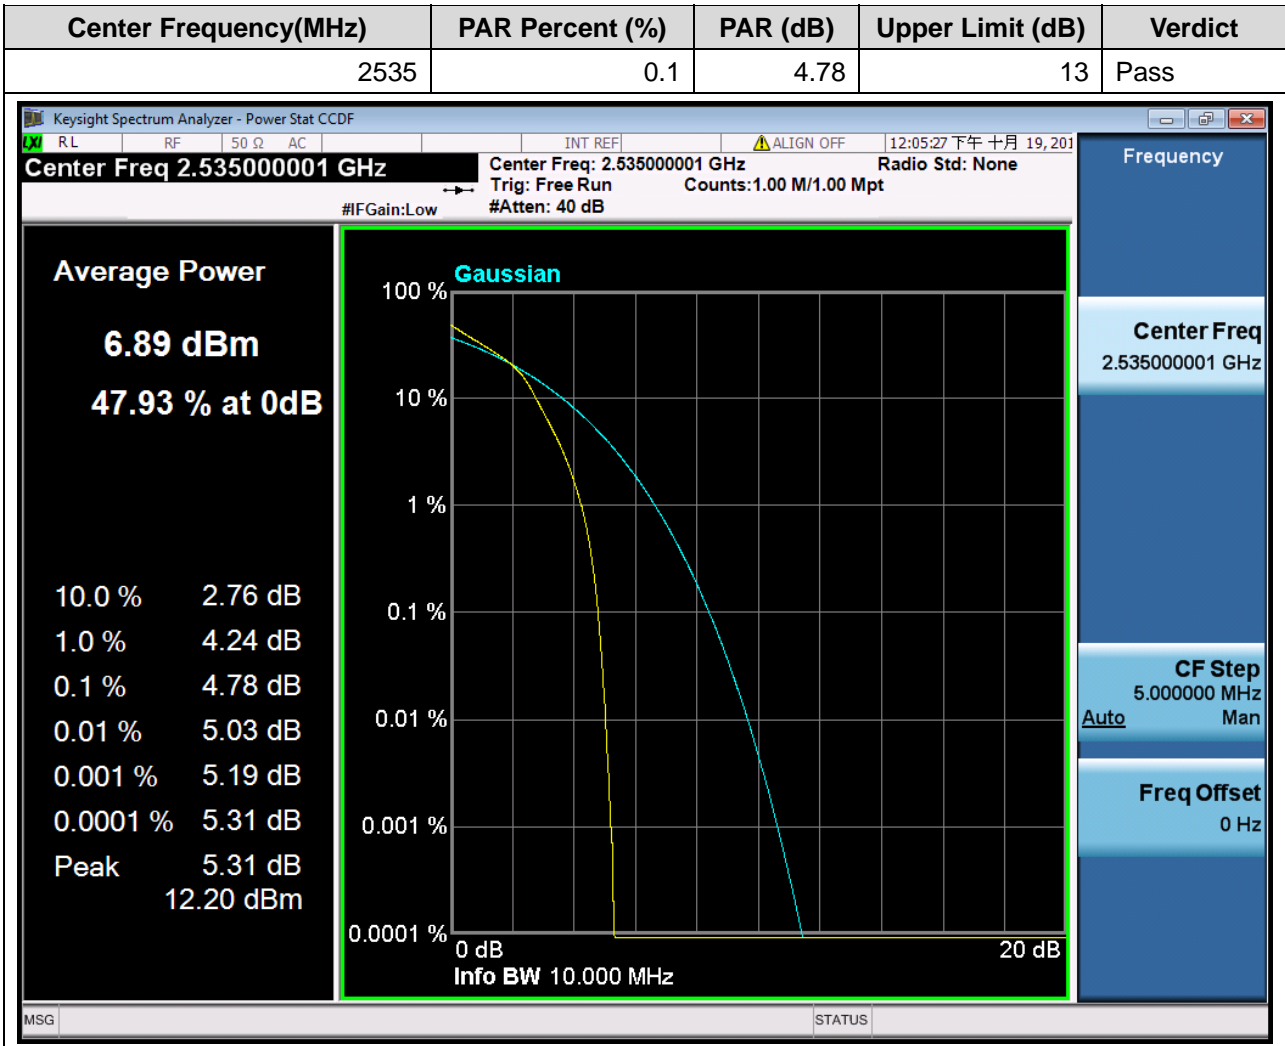 Center Frequency(MHz) PAR Percent (%) PAR (dB) Upper Limit (dB) Verdict
2535 0.1 4.78 13 Pass
Keysight Spectrum Analyzer - Power Stat CCDF
LXI RL RF 50 Ω AC INT REF ALIGN OFF 12:05:27 下午 十月 19, 201
Center Freq 2.535000001 GHz
Center Freq: 2.535000001 GHz Radio Std: None
Trig: Free Run Counts:1.00 M/1.00 Mpt
#IFGain:Low #Atten: 40 dB
Average Power
6.89 dBm
47.93 % at 0dB
10.0 % 2.76 dB
1.0 % 4.24 dB
0.1 % 4.78 dB
0.01 % 5.03 dB
0.001 % 5.19 dB
0.0001 % 5.31 dB
Peak 5.31 dB
12.20 dBm
Gaussian
100 %
10 %
1 %
0.1 %
0.01 %
0.001 %
0.0001 %
0 dB 20 dB
Info BW 10.000 MHz
Frequency
Center Freq
2.535000001 GHz
CF Step
5.000000 MHz
Auto Man
Freq Offset
0 Hz
MSG STATUS